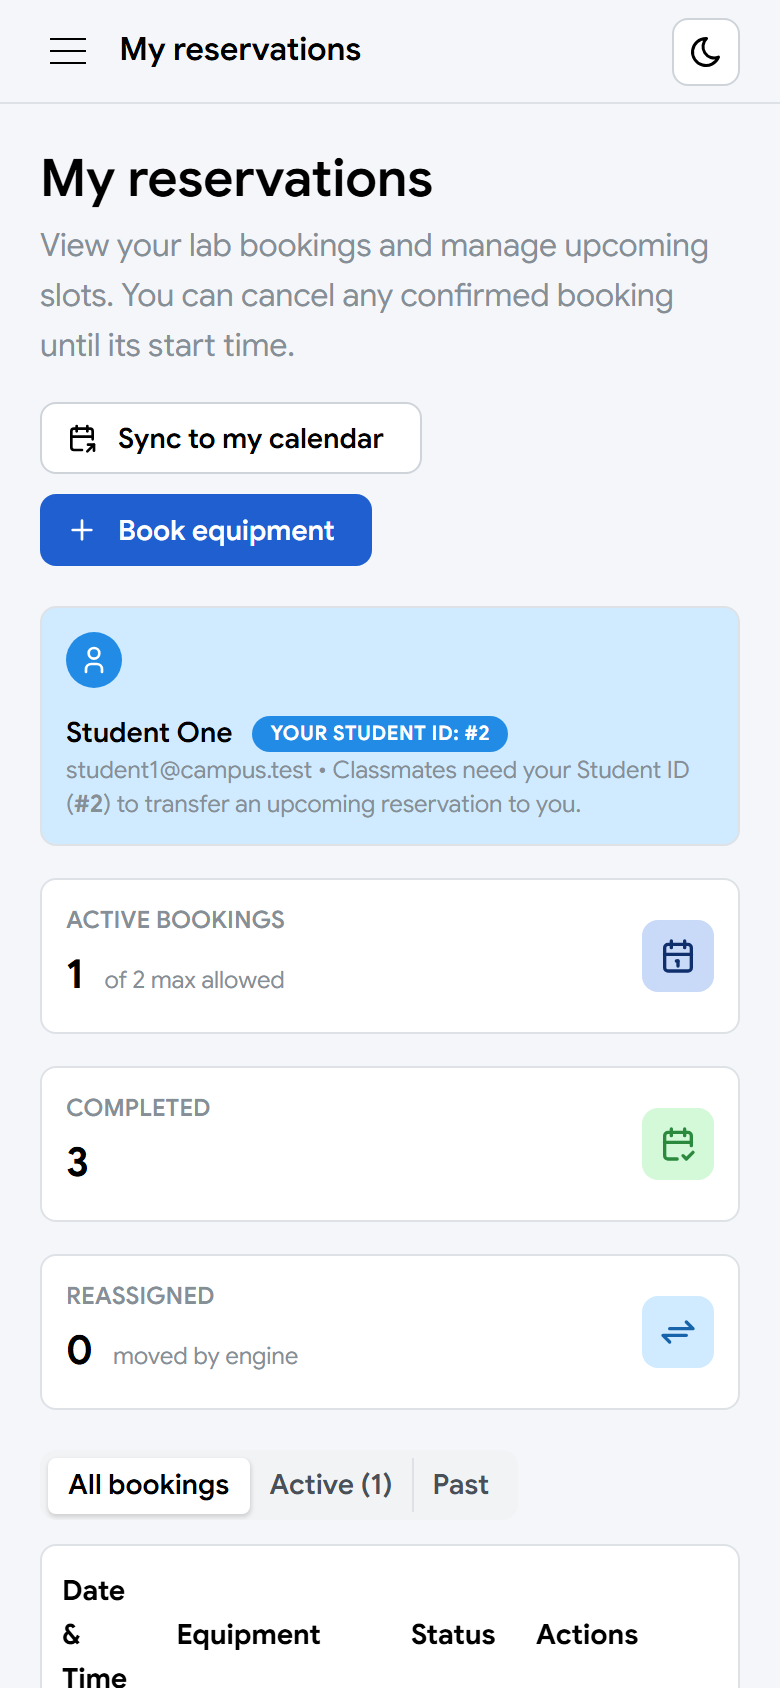 My reservations
My reservations
View your lab bookings and manage upcoming
slots. You can cancel any confirmed booking
until its start time.
Sync to my calendar
Book equipment
Student One YOUR STUDENT ID: #2
student1@campus.test • Classmates need your Student ID
(#2) to transfer an upcoming reservation to you.
ACTIVE BOOKINGS
1 of 2 max allowed
COMPLETED
3
REASSIGNED
0 moved by engine
All bookings Active (1) Past
Date
& Equipment Status Actions
Time